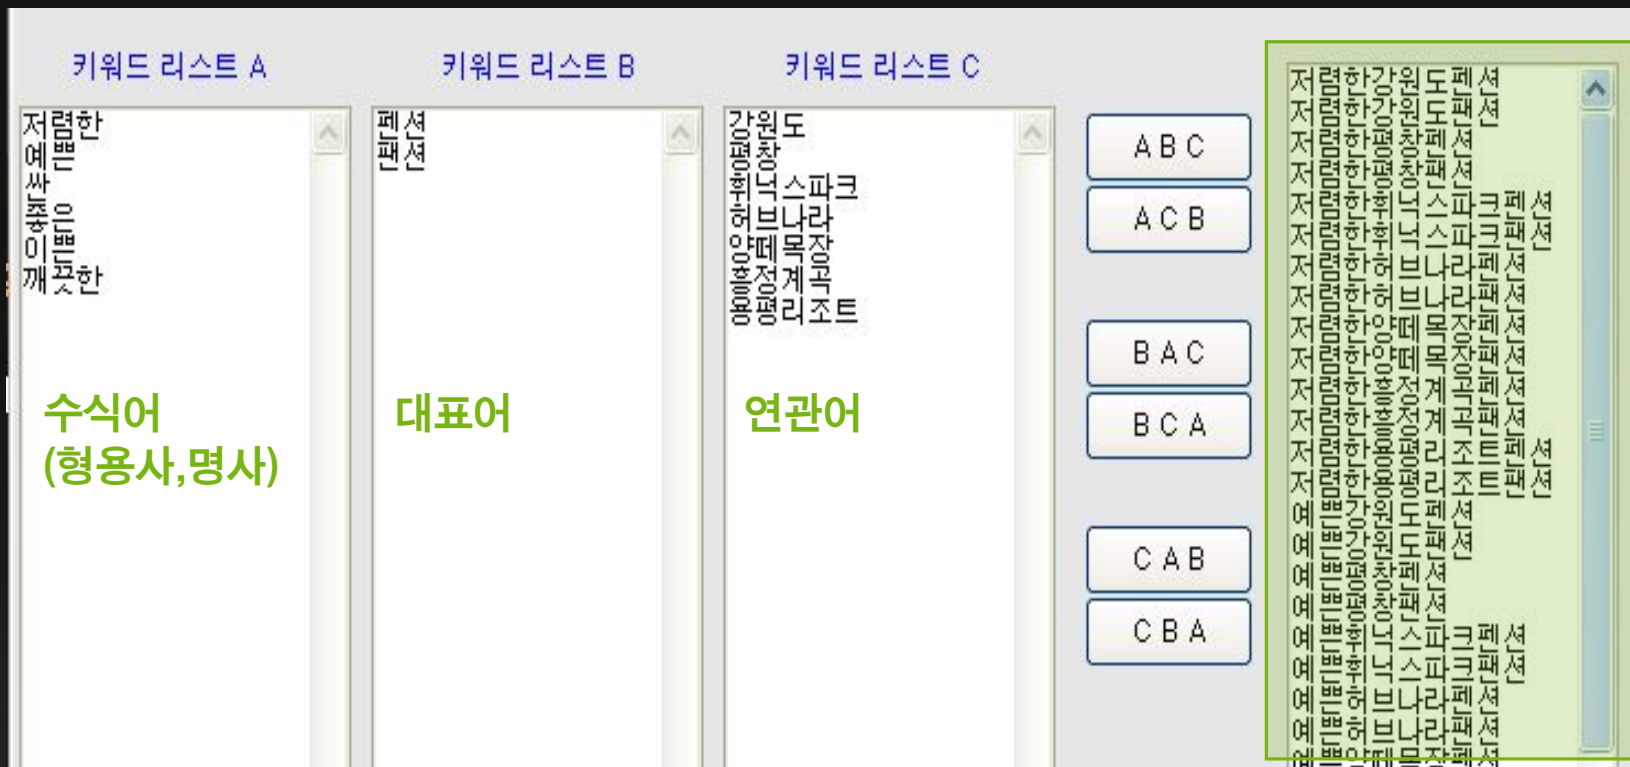 키워드 리스트 A
저렴한
예쁜
싼
좋은
이쁜
깨끗한
수식어
(형용사,명사)
키워드 리스트 B
펜션
팬션
대표어
키워드 리스트 C
강원도
평창
휘닉스파크
허브나라
양떼목장
흥정계곡
용평리조트
연관어
A B C
A C B
B A C
B C A
C A B
C B A
저렴한강원도펜션
저렴한강원도팬션
저렴한평창펜션
저렴한평창팬션
저렴한휘닉스파크펜션
저렴한휘닉스파크팬션
저렴한허브나라펜션
저렴한허브나라팬션
저렴한양떼목장펜션
저렴한양떼목장팬션
저렴한흥정계곡펜션
저렴한흥정계곡팬션
저렴한용평리조트펜션
저렴한용평리조트팬션
예쁜강원도펜션
예쁜강원도팬션
예쁜평창펜션
예쁜평창팬션
예쁜휘닉스파크펜션
예쁜휘닉스파크팬션
예쁜허브나라펜션
예쁜허브나라팬션
예쁜양떼목장펜션